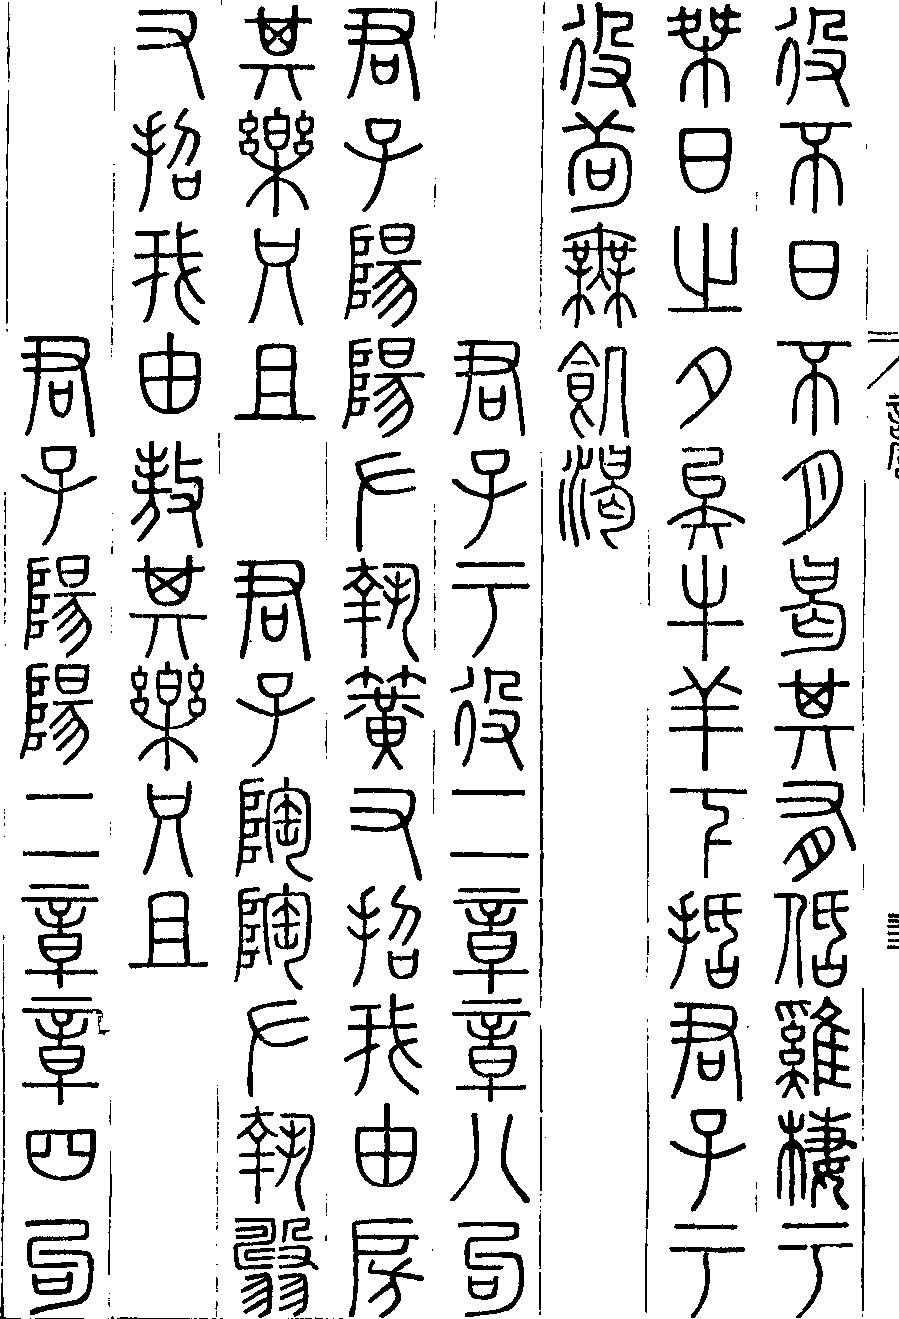 役不日不月曷其有佸雞棲于
桀日之夕矣牛羊下括君子于
役苟無飢渴
君子于役二章章八句
君子陽陽左執簧右招我由房
其樂只且　君子陶陶左執翿
右招我由敖其樂只且
君子陽陽二章章四句